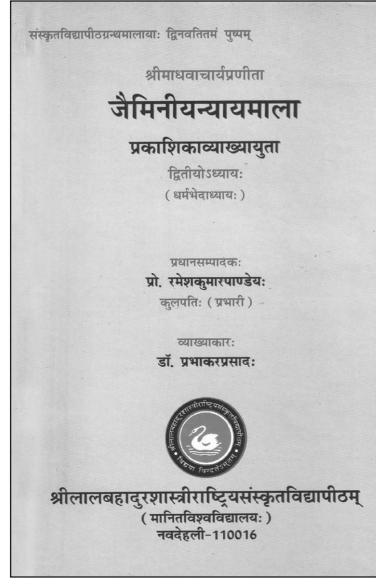 संस्कृतविद्यापीठग्रन्थमालायाः द्विनवतितमं पुष्पम्
श्रीमाधवाचार्यप्रणीता
जैमिनीयन्यायमाला
प्रकाशिकाव्याख्यायुता
द्वितीयोऽध्यायः
( धर्मभेदाध्यायः )
प्रधानसम्पादकः
प्रो. रमेशकुमारपाण्डेयः
कुलपतिः ( प्रभारी )
व्याख्याकारः
डॉ. प्रभाकरप्रसादः
श्रीलालबहादुरशास्त्रीराष्ट्रियसंस्कृतविद्यापीठम्
( मानितविश्वविद्यालयः )
नवदेहली-110016